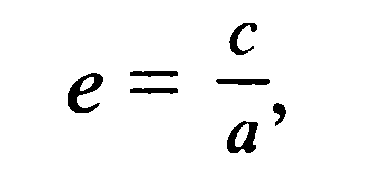 e = c/a,